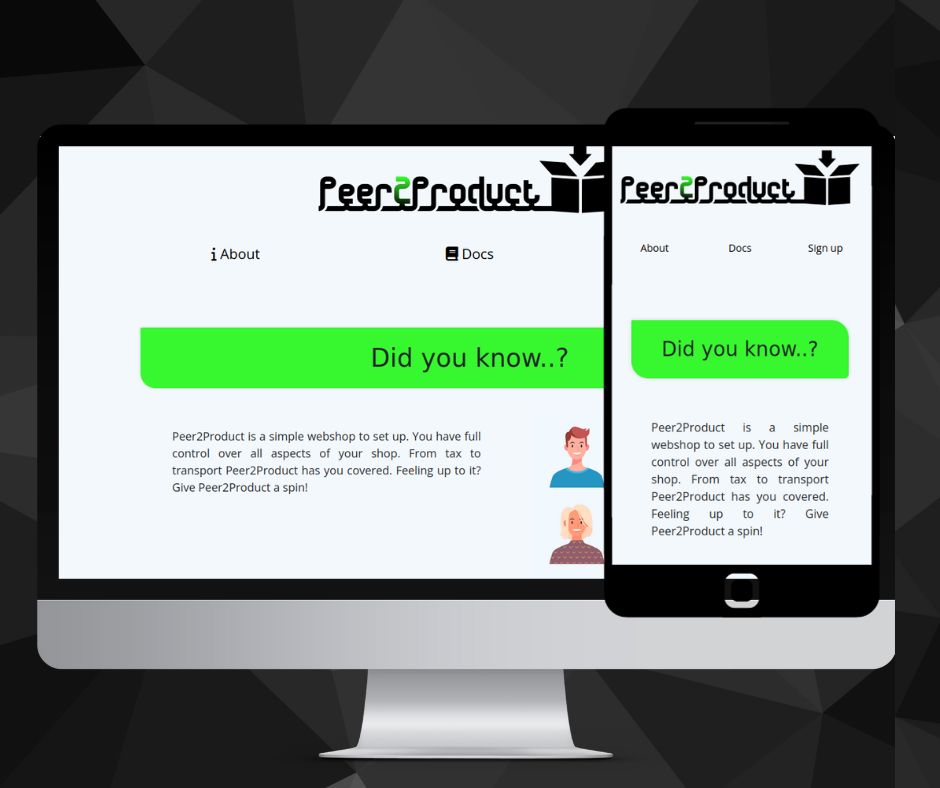 Peer2Product
About
Docs
Did you know..?
Peer2Product is a simple webshop to set up. You have full
control over all aspects of your shop. From tax to
transport Peer2Product has you covered. Feeling up to it?
Give Peer2Product a spin!
Peer2Product
About Docs Sign up
Did you know..?
Peer2Product is a simple
webshop to set up. You have full
control over all aspects of your
shop. From tax to transport
Peer2Product has you covered.
Feeling up to it? Give
Peer2Product a spin!